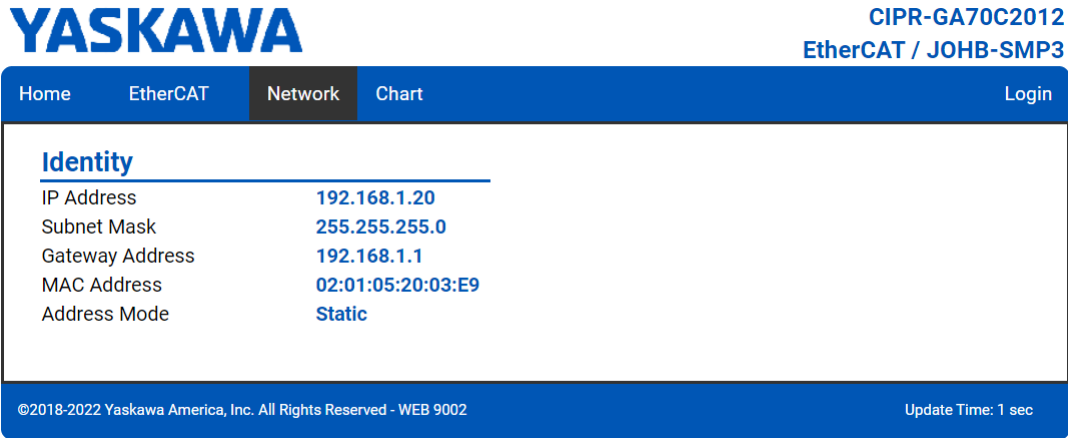 YASKAWA
CIPR-GA70C2012
EtherCAT / JOHB-SMP3
Home EtherCAT Network Chart Login
Identity
IP Address 192.168.1.20
Subnet Mask 255.255.255.0
Gateway Address 192.168.1.1
MAC Address 02:01:05:20:03:E9
Address Mode Static
©2018-2022 Yaskawa America, Inc. All Rights Reserved - WEB 9002 Update Time: 1 sec